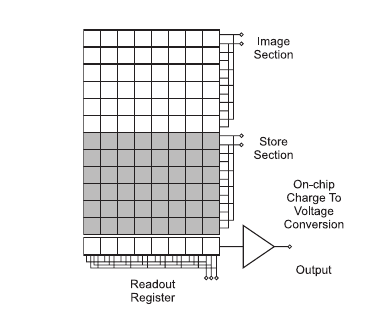 Image
Section
Store
Section
On-chip
Charge To
Voltage
Conversion
Output
Readout
Register